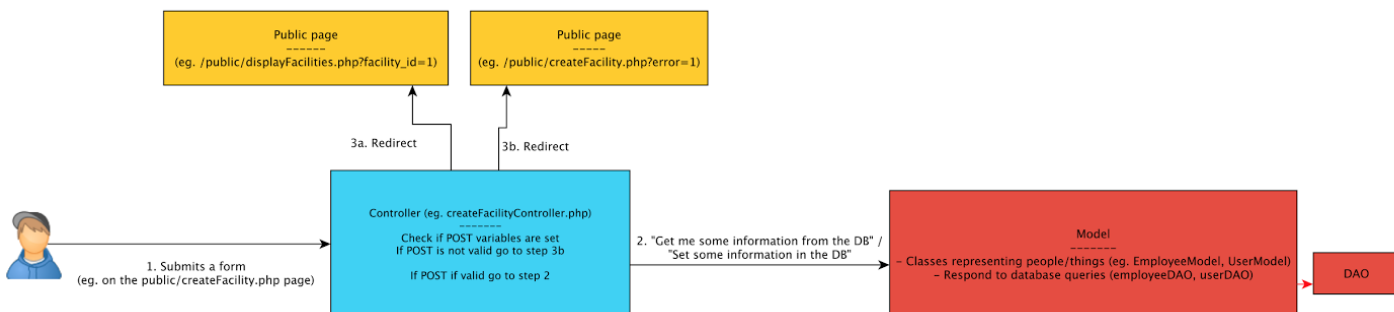 Public page
------
(eg. /public/displayFacilities.php?facility_id=1)
Public page
-----
(eg. /public/createFacility.php?error=1)
3a. Redirect
3b. Redirect
Controller (eg. createFacilityController.php)
-------
Check if POST variables are set
If POST is not valid go to step 3b
If POST if valid go to step 2
1. Submits a form
(eg. on the public/createFacility.php page)
2. "Get me some information from the DB" /
"Set some information in the DB"
Model
-------
- Classes representing people/things (eg. EmployeeModel, UserModel)
- Respond to database queries (employeeDAO, userDAO)
DAO